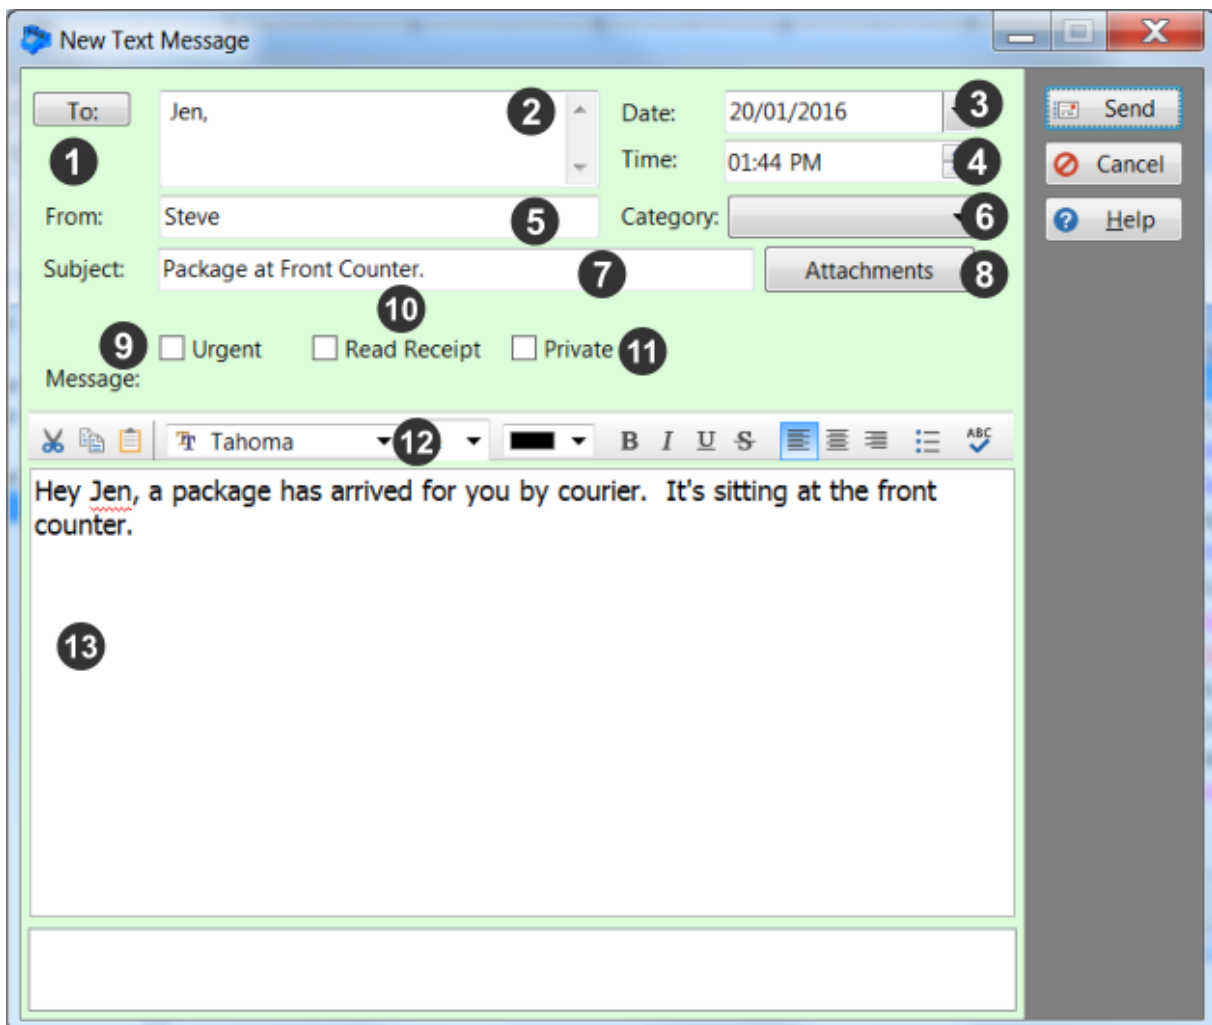 New Text Message
To:
Jen,
2
Date:
20/01/2016
3
Send
1
Time:
01:44 PM
4
Cancel
From:
Steve
5
Category:
6
Help
Subject:
Package at Front Counter.
7
Attachments
8
10
9
Urgent
Read Receipt
Private
11
Message:
Tahoma
12
B I U S
ABC
Hey Jen, a package has arrived for you by courier.  It's sitting at the front
counter.
13